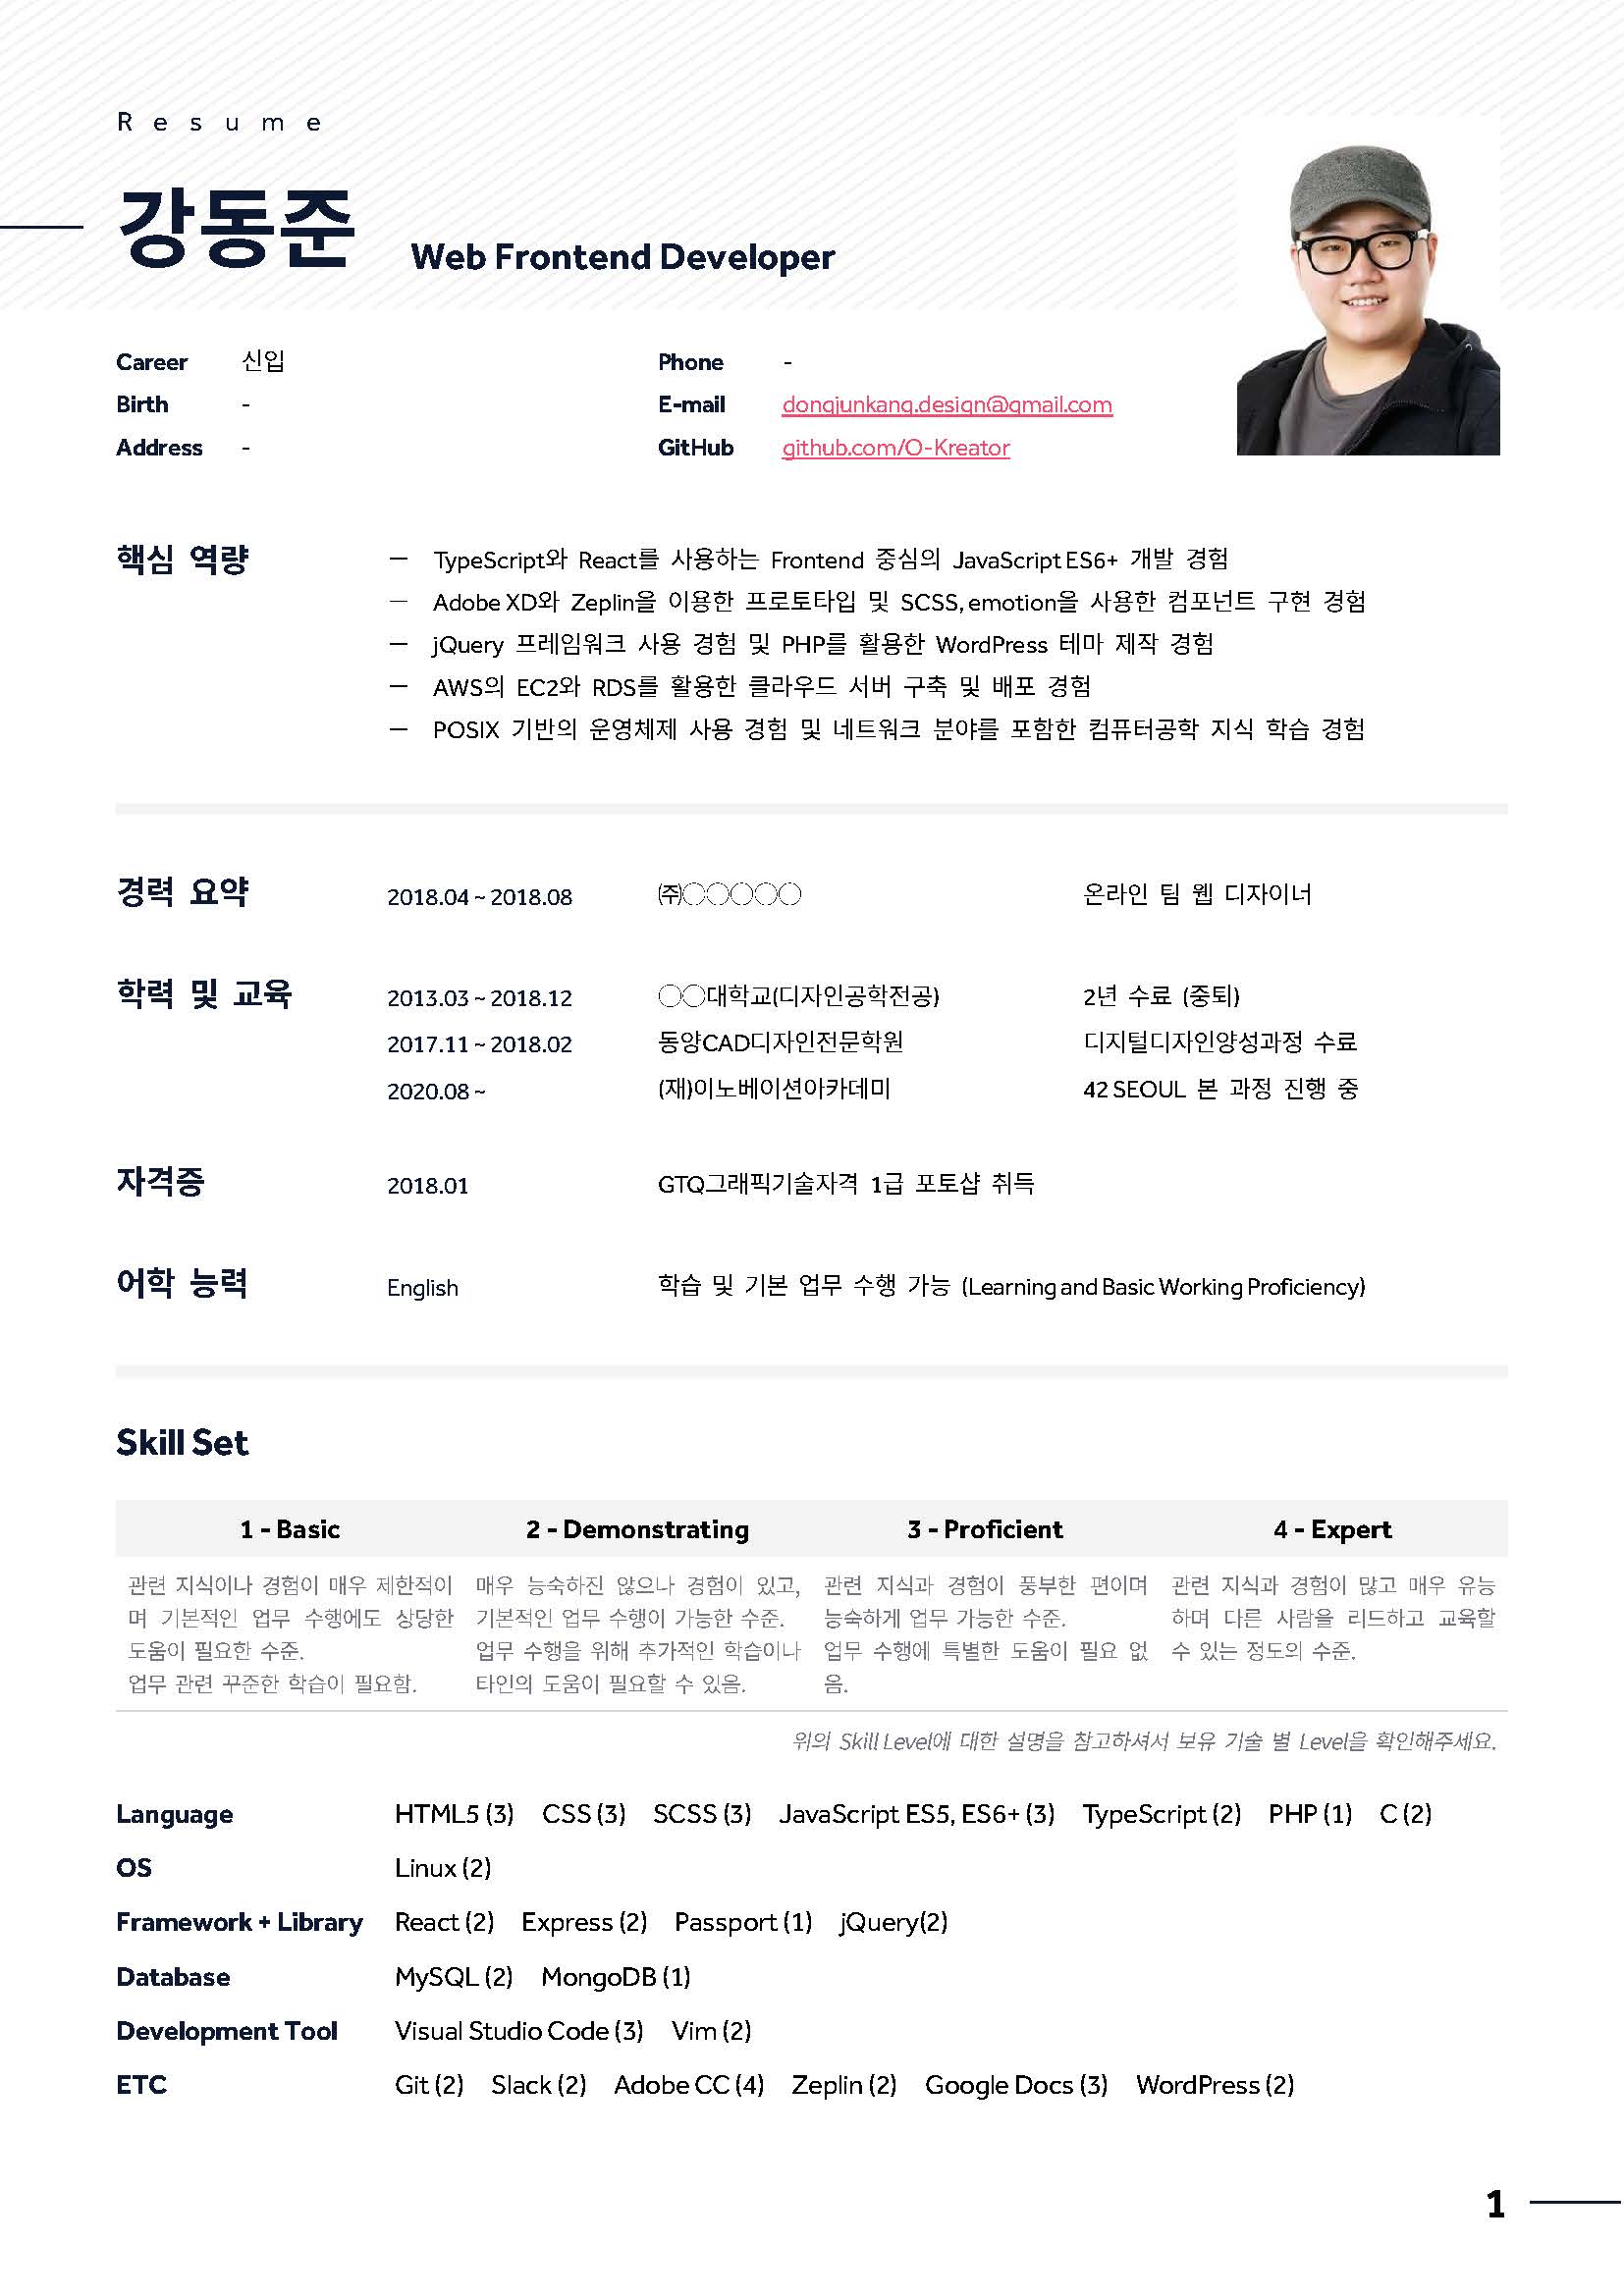 Resume
강동준 Web Frontend Developer
Career 신입 Phone -
Birth - E-mail dongjunkang.design@gmail.com
Address - GitHub github.com/O-Kreator
핵심 역량 — TypeScript와 React를 사용하는 Frontend 중심의 JavaScript ES6+ 개발 경험
— Adobe XD와 Zeplin을 이용한 프로토타입 및 SCSS, emotion을 사용한 컴포넌트 구현 경험
— jQuery 프레임워크 사용 경험 및 PHP를 활용한 WordPress 테마 제작 경험
— AWS의 EC2와 RDS를 활용한 클라우드 서버 구축 및 배포 경험
— POSIX 기반의 운영체제 사용 경험 및 네트워크 분야를 포함한 컴퓨터공학 지식 학습 경험
경력 요약 2018.04 ~ 2018.08 ㈜○○○○○ 온라인 팀 웹 디자이너
학력 및 교육 2013.03 ~ 2018.12 ○○대학교(디자인공학전공) 2년 수료 (중퇴)
2017.11 ~ 2018.02 동양CAD디자인전문학원 디지털디자인양성과정 수료
2020.08 ~ (재)이노베이션아카데미 42 SEOUL 본 과정 진행 중
자격증 2018.01 GTQ그래픽기술자격 1급 포토샵 취득
어학 능력 English 학습 및 기본 업무 수행 가능 (Learning and Basic Working Proficiency)
Skill Set
1 - Basic 2 - Demonstrating 3 - Proficient 4 - Expert
관련 지식이나 경험이 매우 제한적이
며 기본적인 업무 수행에도 상당한
도움이 필요한 수준.
업무 관련 꾸준한 학습이 필요함.
매우 능숙하진 않으나 경험이 있고,
기본적인 업무 수행이 가능한 수준.
업무 수행을 위해 추가적인 학습이나
타인의 도움이 필요할 수 있음.
관련 지식과 경험이 풍부한 편이며
능숙하게 업무 가능한 수준.
업무 수행에 특별한 도움이 필요 없
음.
관련 지식과 경험이 많고 매우 유능
하며 다른 사람을 리드하고 교육할
수 있는 정도의 수준.
위의 Skill Level에 대한 설명을 참고하셔서 보유 기술 별 Level을 확인해주세요.
Language HTML5 (3) CSS (3) SCSS (3) JavaScript ES5, ES6+ (3) TypeScript (2) PHP (1) C (2)
OS Linux (2)
Framework + Library React (2) Express (2) Passport (1) jQuery(2)
Database MySQL (2) MongoDB (1)
Development Tool Visual Studio Code (3) Vim (2)
ETC Git (2) Slack (2) Adobe CC (4) Zeplin (2) Google Docs (3) WordPress (2)
1